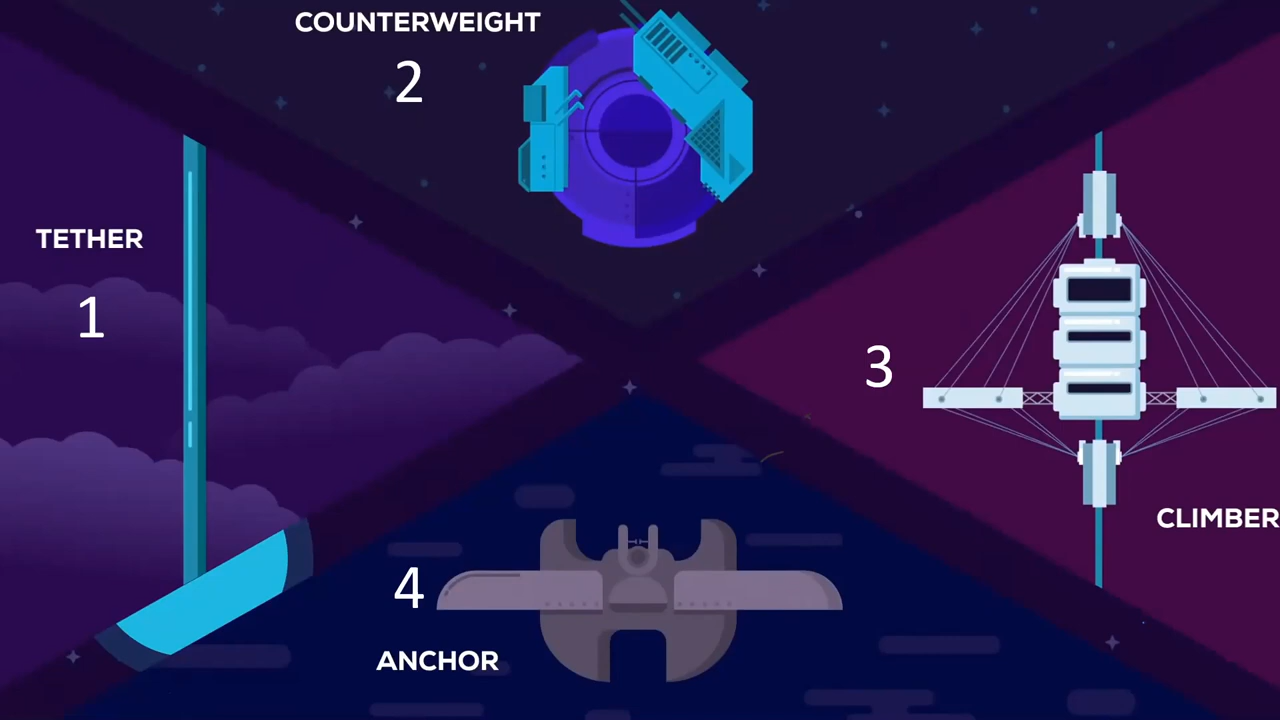 COUNTERWEIGHT
2
TETHER
1
3
CLIMBER
4
ANCHOR